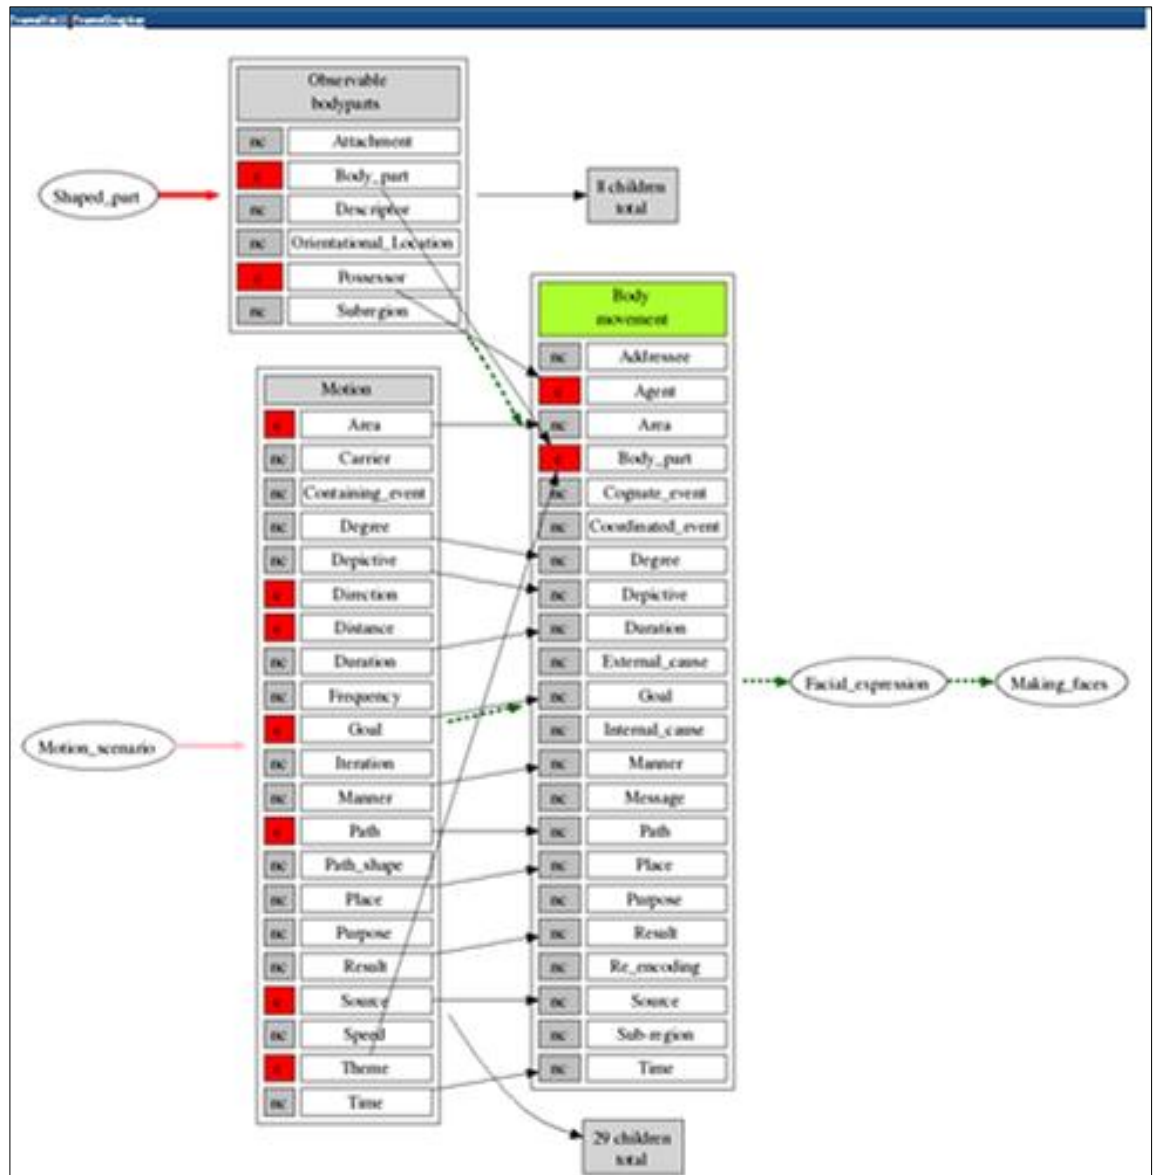 FrameNet II FrameGrapher
Observable
bodyparts
nc Attachment
c Body_part
nc Descriptor
nc Orientational_Location
c Possessor
nc Subregion
Shaped_part
8 children
total
Motion
c Area
nc Carrier
nc Containing_event
nc Degree
nc Depictive
c Direction
c Distance
nc Duration
nc Frequency
c Goal
nc Iteration
nc Manner
c Path
nc Path_shape
nc Place
nc Purpose
nc Result
c Source
nc Speed
c Theme
nc Time
Motion_scenario
Body
movement
nc Addressee
c Agent
nc Area
c Body_part
nc Cognate_event
nc Coordinated_event
nc Degree
nc Depictive
nc Duration
nc External_cause
nc Goal
nc Internal_cause
nc Manner
nc Message
nc Path
nc Place
nc Purpose
nc Result
nc Re_encoding
nc Source
nc Sub-region
nc Time
Facial_expression
Making_faces
29 children
total